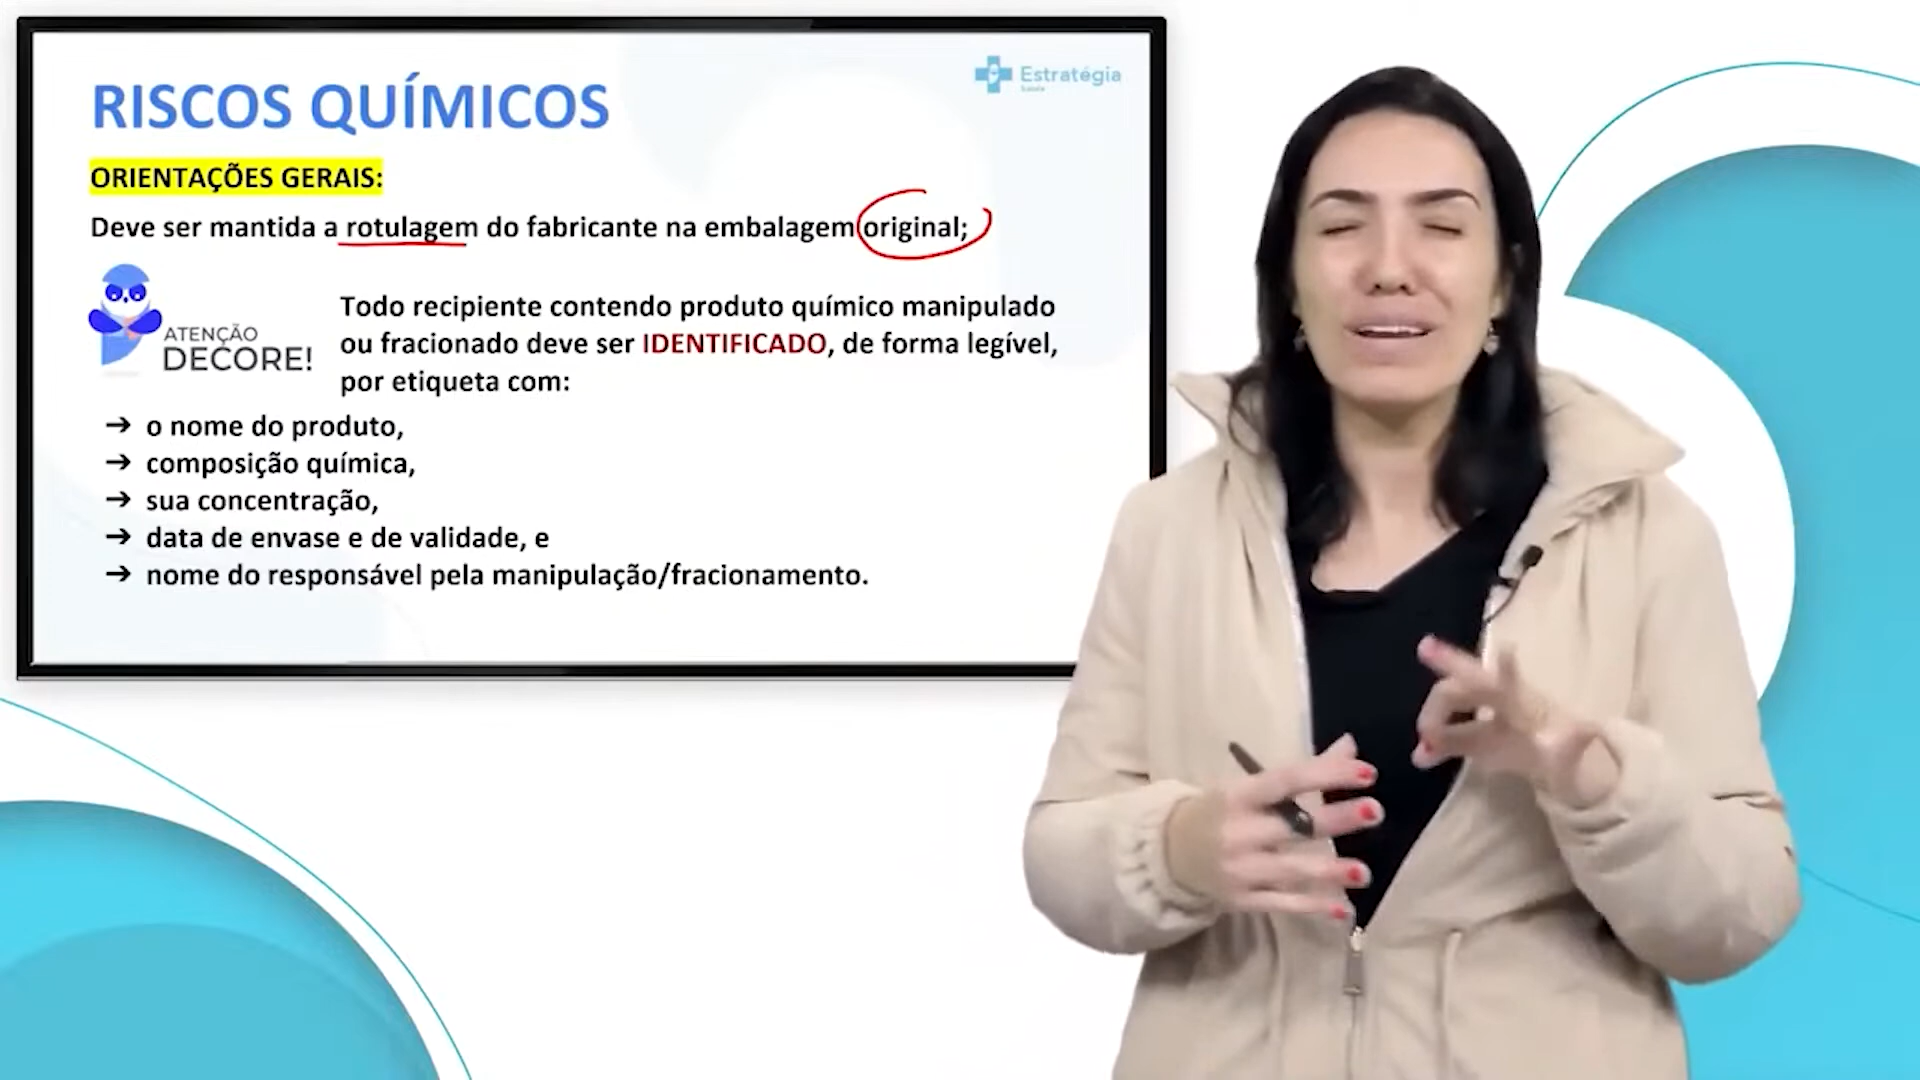 RISCOS QUÍMICOS
Estratégia
ORIENTAÇÕES GERAIS:
Deve ser mantida a rotulagem do fabricante na embalagem original;
ATENÇÃO
DECORE!
Todo recipiente contendo produto químico manipulado
ou fracionado deve ser IDENTIFICADO, de forma legível,
por etiqueta com:
➔ o nome do produto,
➔ composição química,
➔ sua concentração,
➔ data de envase e de validade, e
➔ nome do responsável pela manipulação/fracionamento.